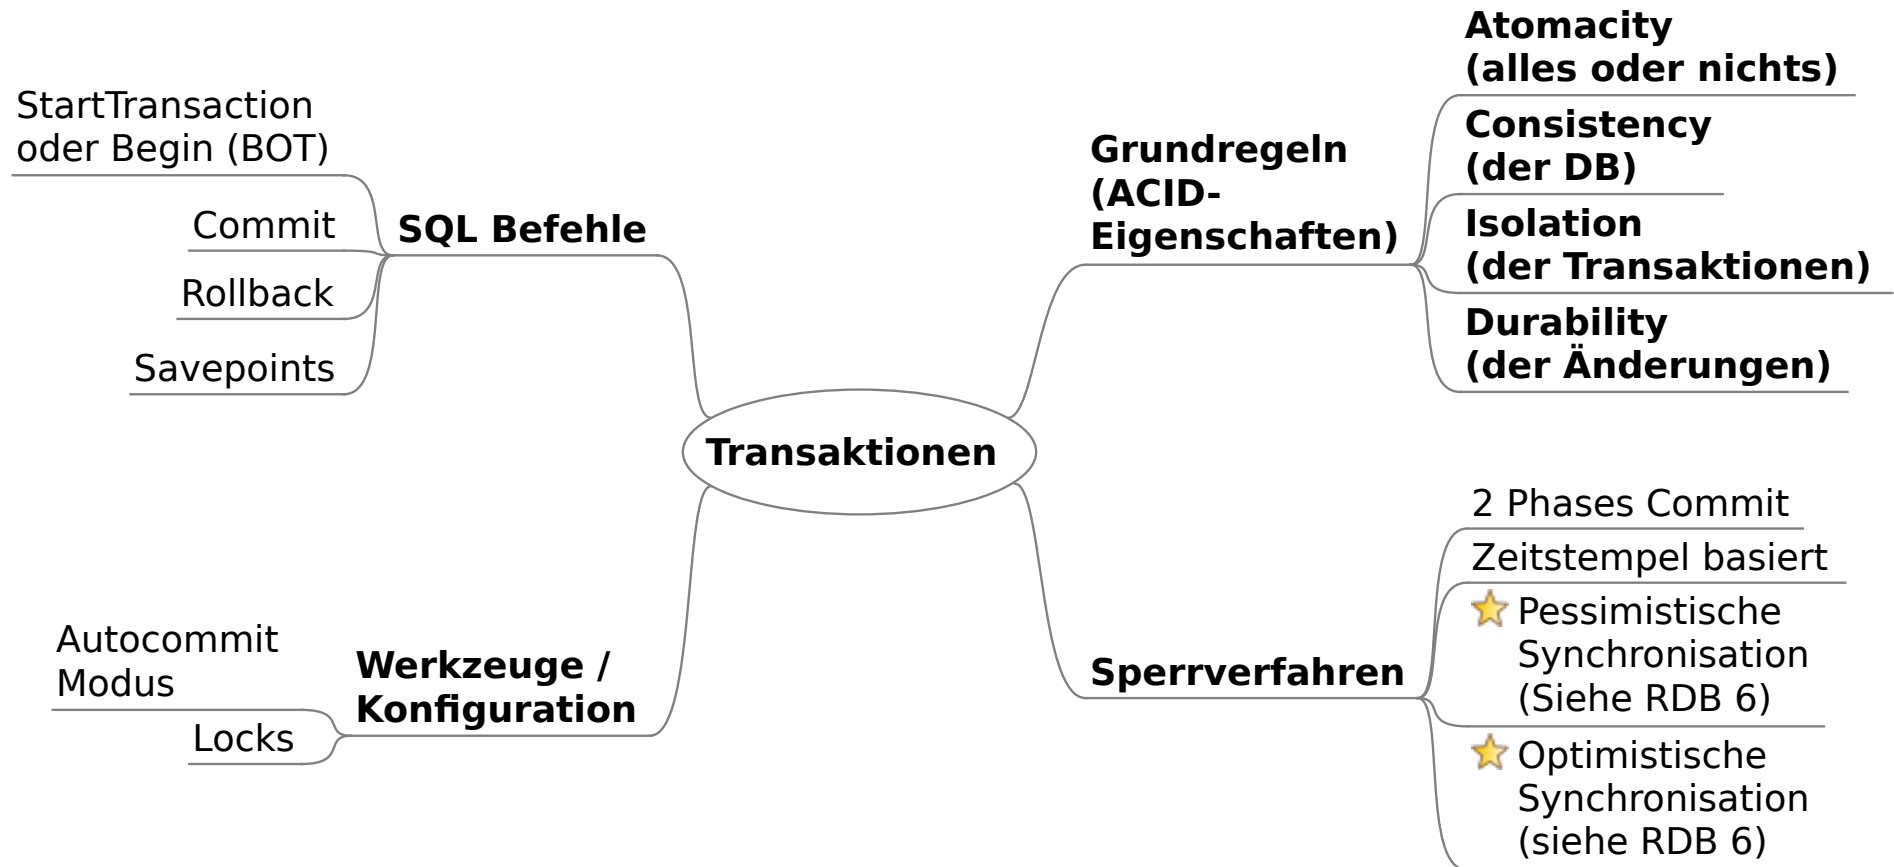 StartTransaction
oder Begin (BOT)
Commit
Rollback
Savepoints
SQL Befehle
Autocommit
Modus
Locks
Werkzeuge /
Konfiguration
Transaktionen
Grundregeln
(ACID-
Eigenschaften)
Atomacity
(alles oder nichts)
Consistency
(der DB)
Isolation
(der Transaktionen)
Durability
(der Änderungen)
Sperrverfahren
2 Phases Commit
Zeitstempel basiert
Pessimistische
Synchronisation
(Siehe RDB 6)
Optimistische
Synchronisation
(siehe RDB 6)